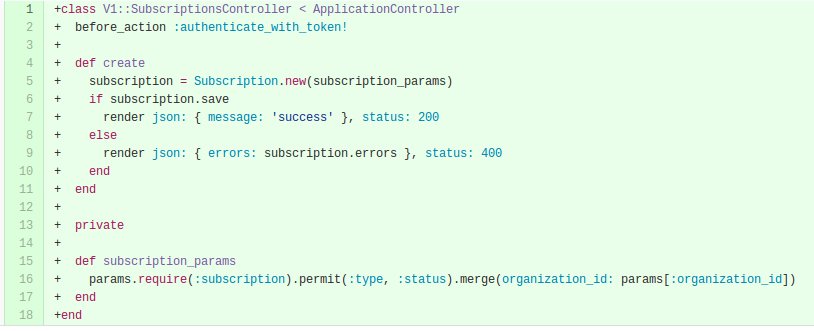 1 +class V1::SubscriptionsController < ApplicationController
2 +  before_action :authenticate_with_token!
3 +
4 +  def create
5 +    subscription = Subscription.new(subscription_params)
6 +    if subscription.save
7 +      render json: { message: 'success' }, status: 200
8 +    else
9 +      render json: { errors: subscription.errors }, status: 400
10 +    end
11 +  end
12 +
13 +  private
14 +
15 +  def subscription_params
16 +    params.require(:subscription).permit(:type, :status).merge(organization_id: params[:organization_id])
17 +  end
18 +end